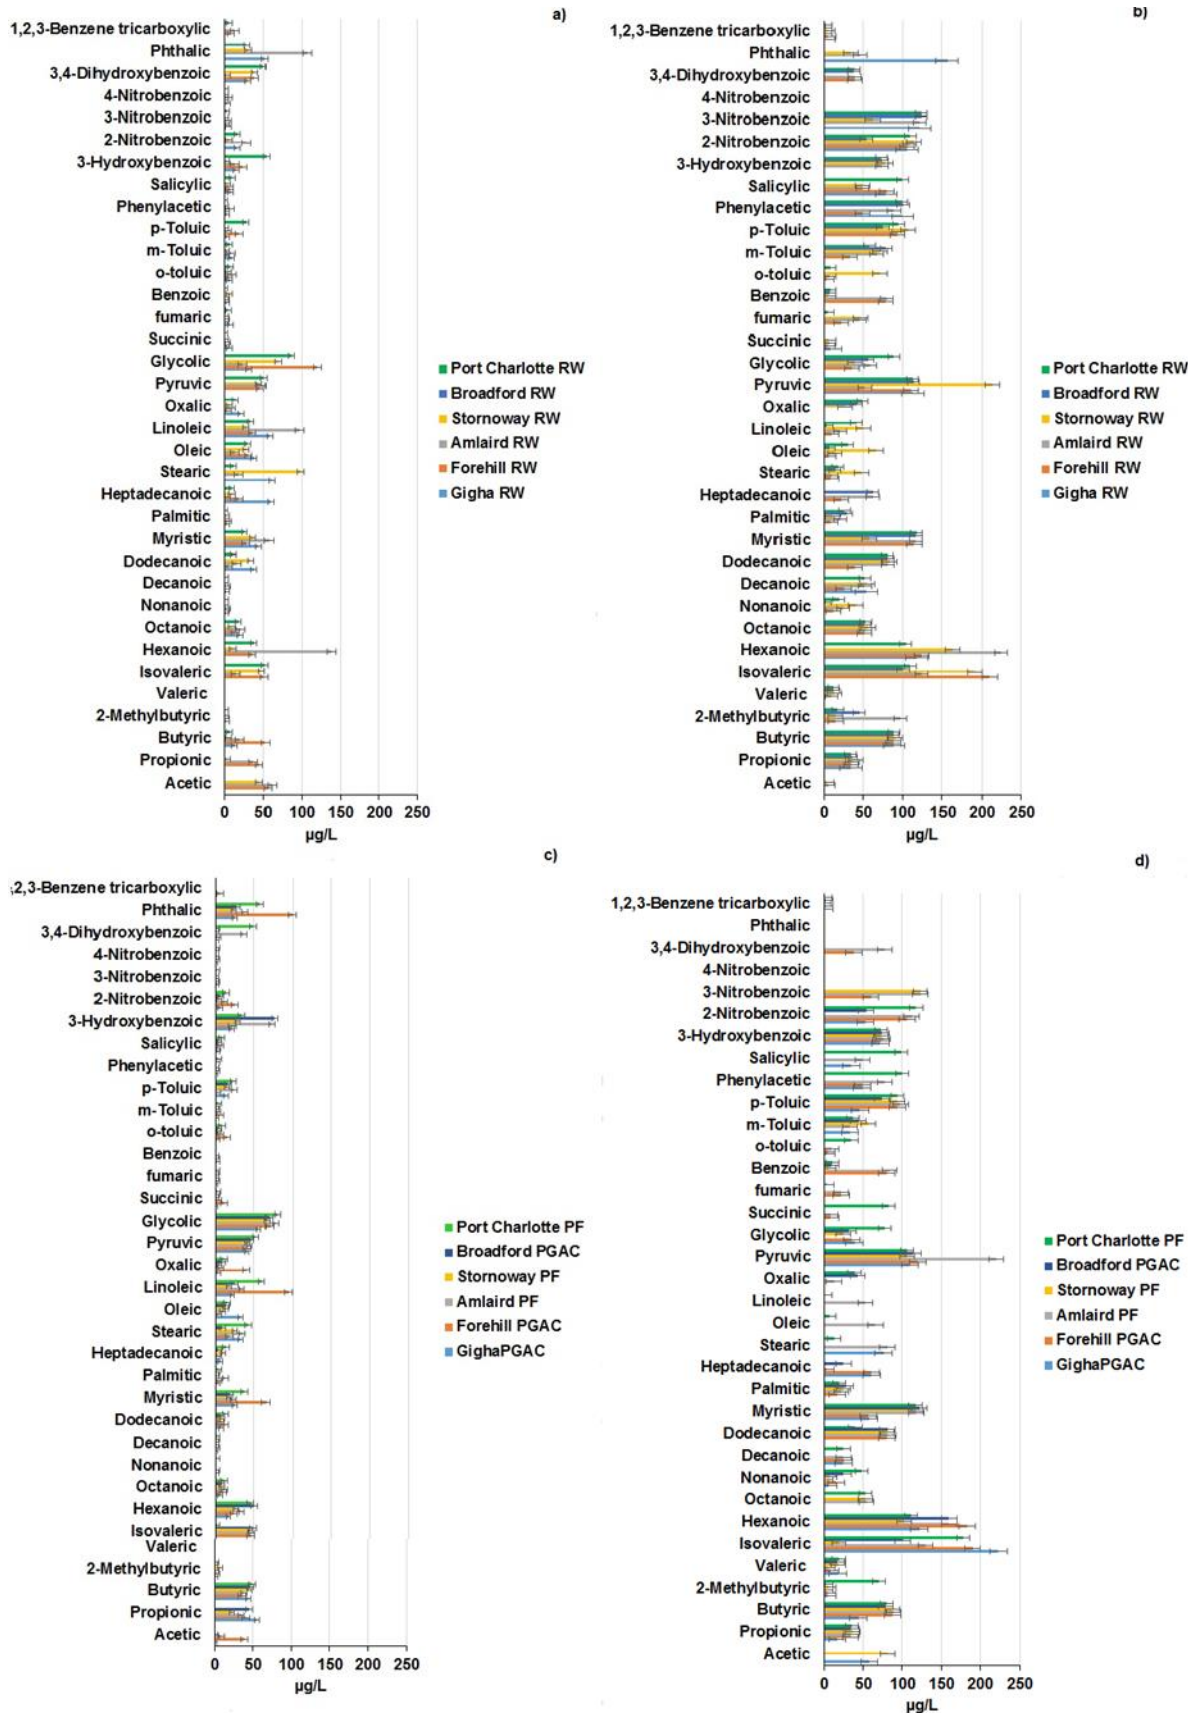 a)
1,2,3-Benzene tricarboxylic
Phthalic
3,4-Dihydroxybenzoic
4-Nitrobenzoic
3-Nitrobenzoic
2-Nitrobenzoic
3-Hydroxybenzoic
Salicylic
Phenylacetic
p-Toluic
m-Toluic
o-toluic
Benzoic
fumaric
Succinic
Glycolic
Pyruvic
Oxalic
Linoleic
Oleic
Stearic
Heptadecanoic
Palmitic
Myristic
Dodecanoic
Decanoic
Nonanoic
Octanoic
Hexanoic
Isovaleric
Valeric
2-Methylbutyric
Butyric
Propionic
Acetic
0 50 100 150 200 250
µg/L
Port Charlotte RW
Broadford RW
Stornoway RW
Amlaird RW
Forehill RW
Gigha RW
b)
1,2,3-Benzene tricarboxylic
Phthalic
3,4-Dihydroxybenzoic
4-Nitrobenzoic
3-Nitrobenzoic
2-Nitrobenzoic
3-Hydroxybenzoic
Salicylic
Phenylacetic
p-Toluic
m-Toluic
o-toluic
Benzoic
fumaric
Succinic
Glycolic
Pyruvic
Oxalic
Linoleic
Oleic
Stearic
Heptadecanoic
Palmitic
Myristic
Dodecanoic
Decanoic
Nonanoic
Octanoic
Hexanoic
Isovaleric
Valeric
2-Methylbutyric
Butyric
Propionic
Acetic
0 50 100 150 200 250
µg/L
Port Charlotte RW
Broadford RW
Stornoway RW
Amlaird RW
Forehill RW
Gigha RW
c)
,2,3-Benzene tricarboxylic
Phthalic
3,4-Dihydroxybenzoic
4-Nitrobenzoic
3-Nitrobenzoic
2-Nitrobenzoic
3-Hydroxybenzoic
Salicylic
Phenylacetic
p-Toluic
m-Toluic
o-toluic
Benzoic
fumaric
Succinic
Glycolic
Pyruvic
Oxalic
Linoleic
Oleic
Stearic
Heptadecanoic
Palmitic
Myristic
Dodecanoic
Decanoic
Nonanoic
Octanoic
Hexanoic
Isovaleric
Valeric
2-Methylbutyric
Butyric
Propionic
Acetic
0 50 100 150 200 250
µg/L
Port Charlotte PF
Broadford PGAC
Stornoway PF
Amlaird PF
Forehill PGAC
GighaPGAC
d)
1,2,3-Benzene tricarboxylic
Phthalic
3,4-Dihydroxybenzoic
4-Nitrobenzoic
3-Nitrobenzoic
2-Nitrobenzoic
3-Hydroxybenzoic
Salicylic
Phenylacetic
p-Toluic
m-Toluic
o-toluic
Benzoic
fumaric
Succinic
Glycolic
Pyruvic
Oxalic
Linoleic
Oleic
Stearic
Heptadecanoic
Palmitic
Myristic
Dodecanoic
Decanoic
Nonanoic
Octanoic
Hexanoic
Isovaleric
Valeric
2-Methylbutyric
Butyric
Propionic
Acetic
0 50 100 150 200 250
µg/L
Port Charlotte PF
Broadford PGAC
Stornoway PF
Amlaird PF
Forehill PGAC
GighaPGAC